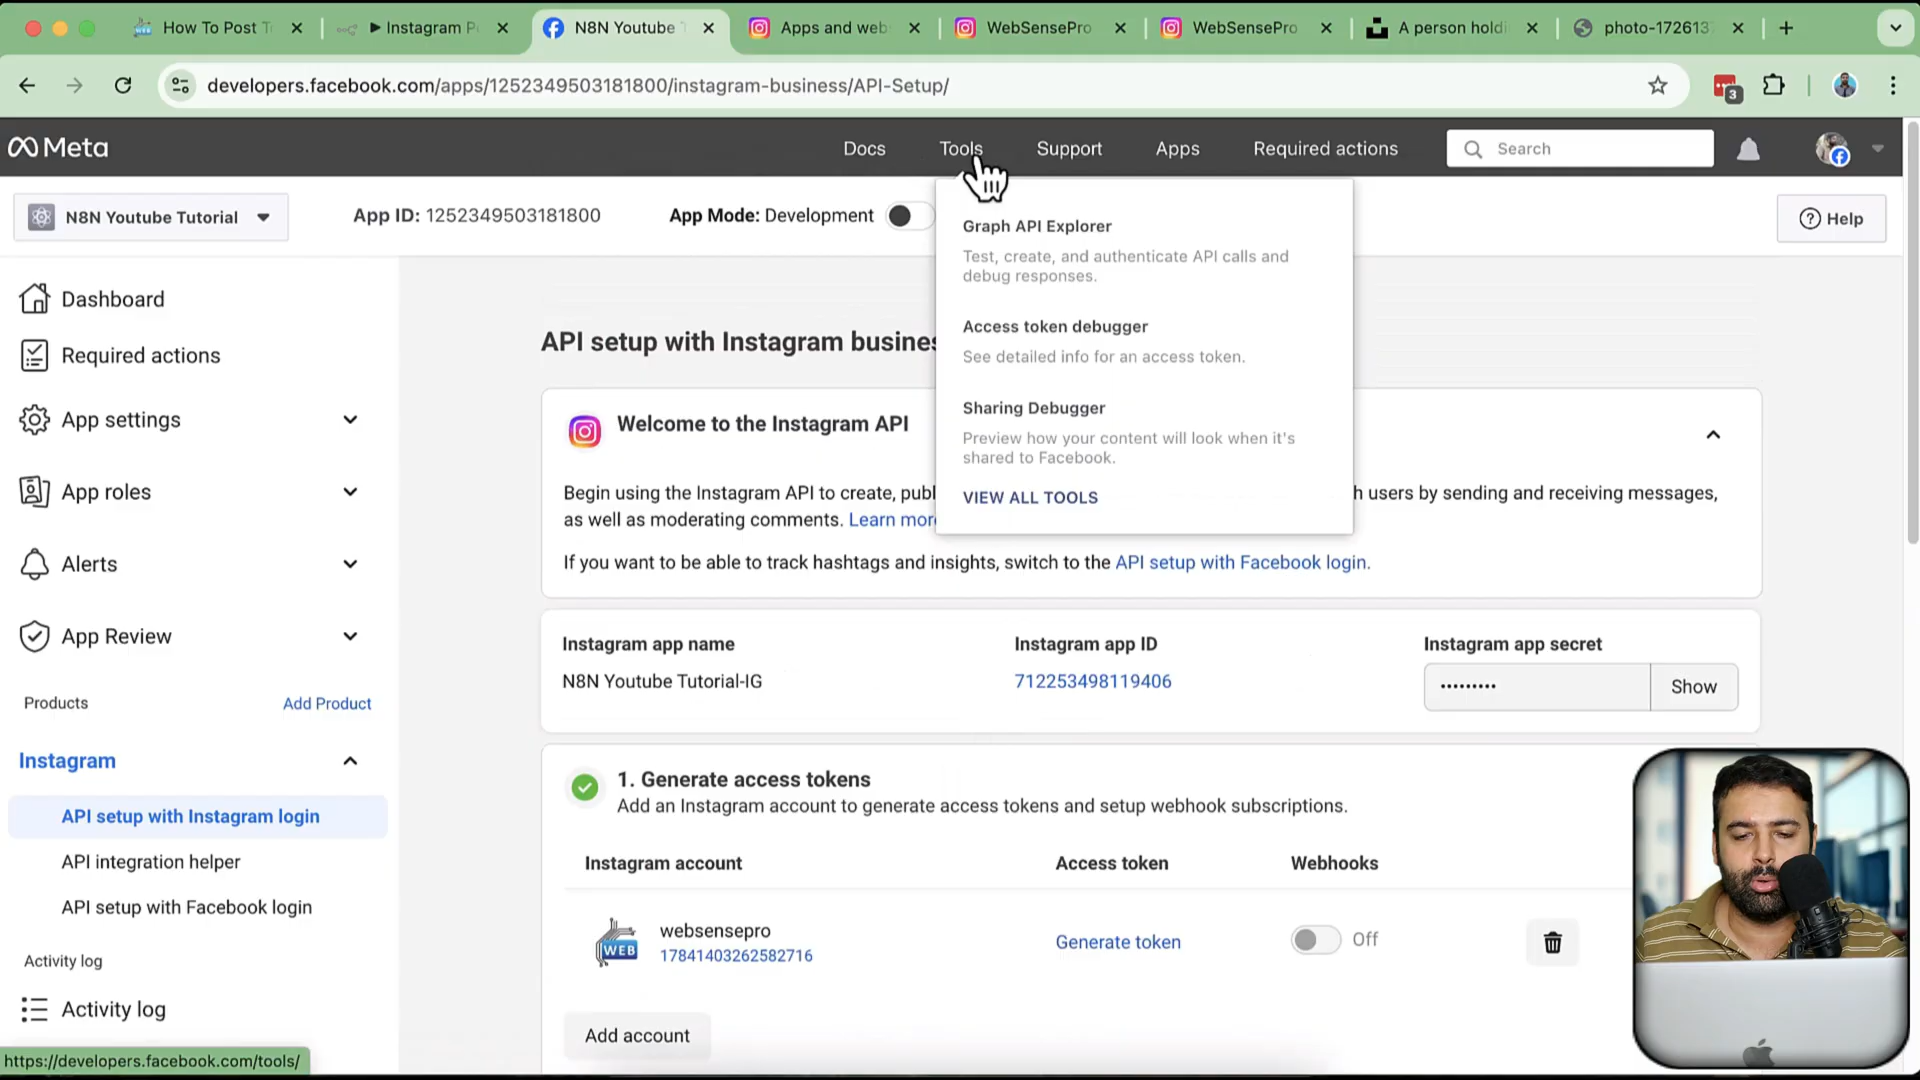 How To Post T
Instagram P
N8N Youtube T
Apps and web
WebSensePro
WebSensePro
A person holdi
photo-172613
developers.facebook.com/apps/1252349503181800/instagram-business/API-Setup/
3
Meta
Docs
Tools
Support
Apps
Required actions
Search
N8N Youtube Tutorial
App ID: 1252349503181800
App Mode: Development
Help
Graph API Explorer
Test, create, and authenticate API calls and
debug responses.
Access token debugger
See detailed info for an access token.
Sharing Debugger
Preview how your content will look when it's
shared to Facebook.
VIEW ALL TOOLS
Dashboard
Required actions
App settings
App roles
Alerts
App Review
Products
Add Product
Instagram
API setup with Instagram login
API integration helper
API setup with Facebook login
Activity log
Activity log
https://developers.facebook.com/tools/
API setup with Instagram busines
Welcome to the Instagram API
Begin using the Instagram API to create, publ h users by sending and receiving messages,
as well as moderating comments. Learn more
If you want to be able to track hashtags and insights, switch to the API setup with Facebook login.
Instagram app name
N8N Youtube Tutorial-IG
Instagram app ID
712253498119406
Instagram app secret
•••••••••
Show
1. Generate access tokens
Add an Instagram account to generate access tokens and setup webhook subscriptions.
Instagram account
Access token
Webhooks
WEB
websensepro
17841403262582716
Generate token
Off
Add account